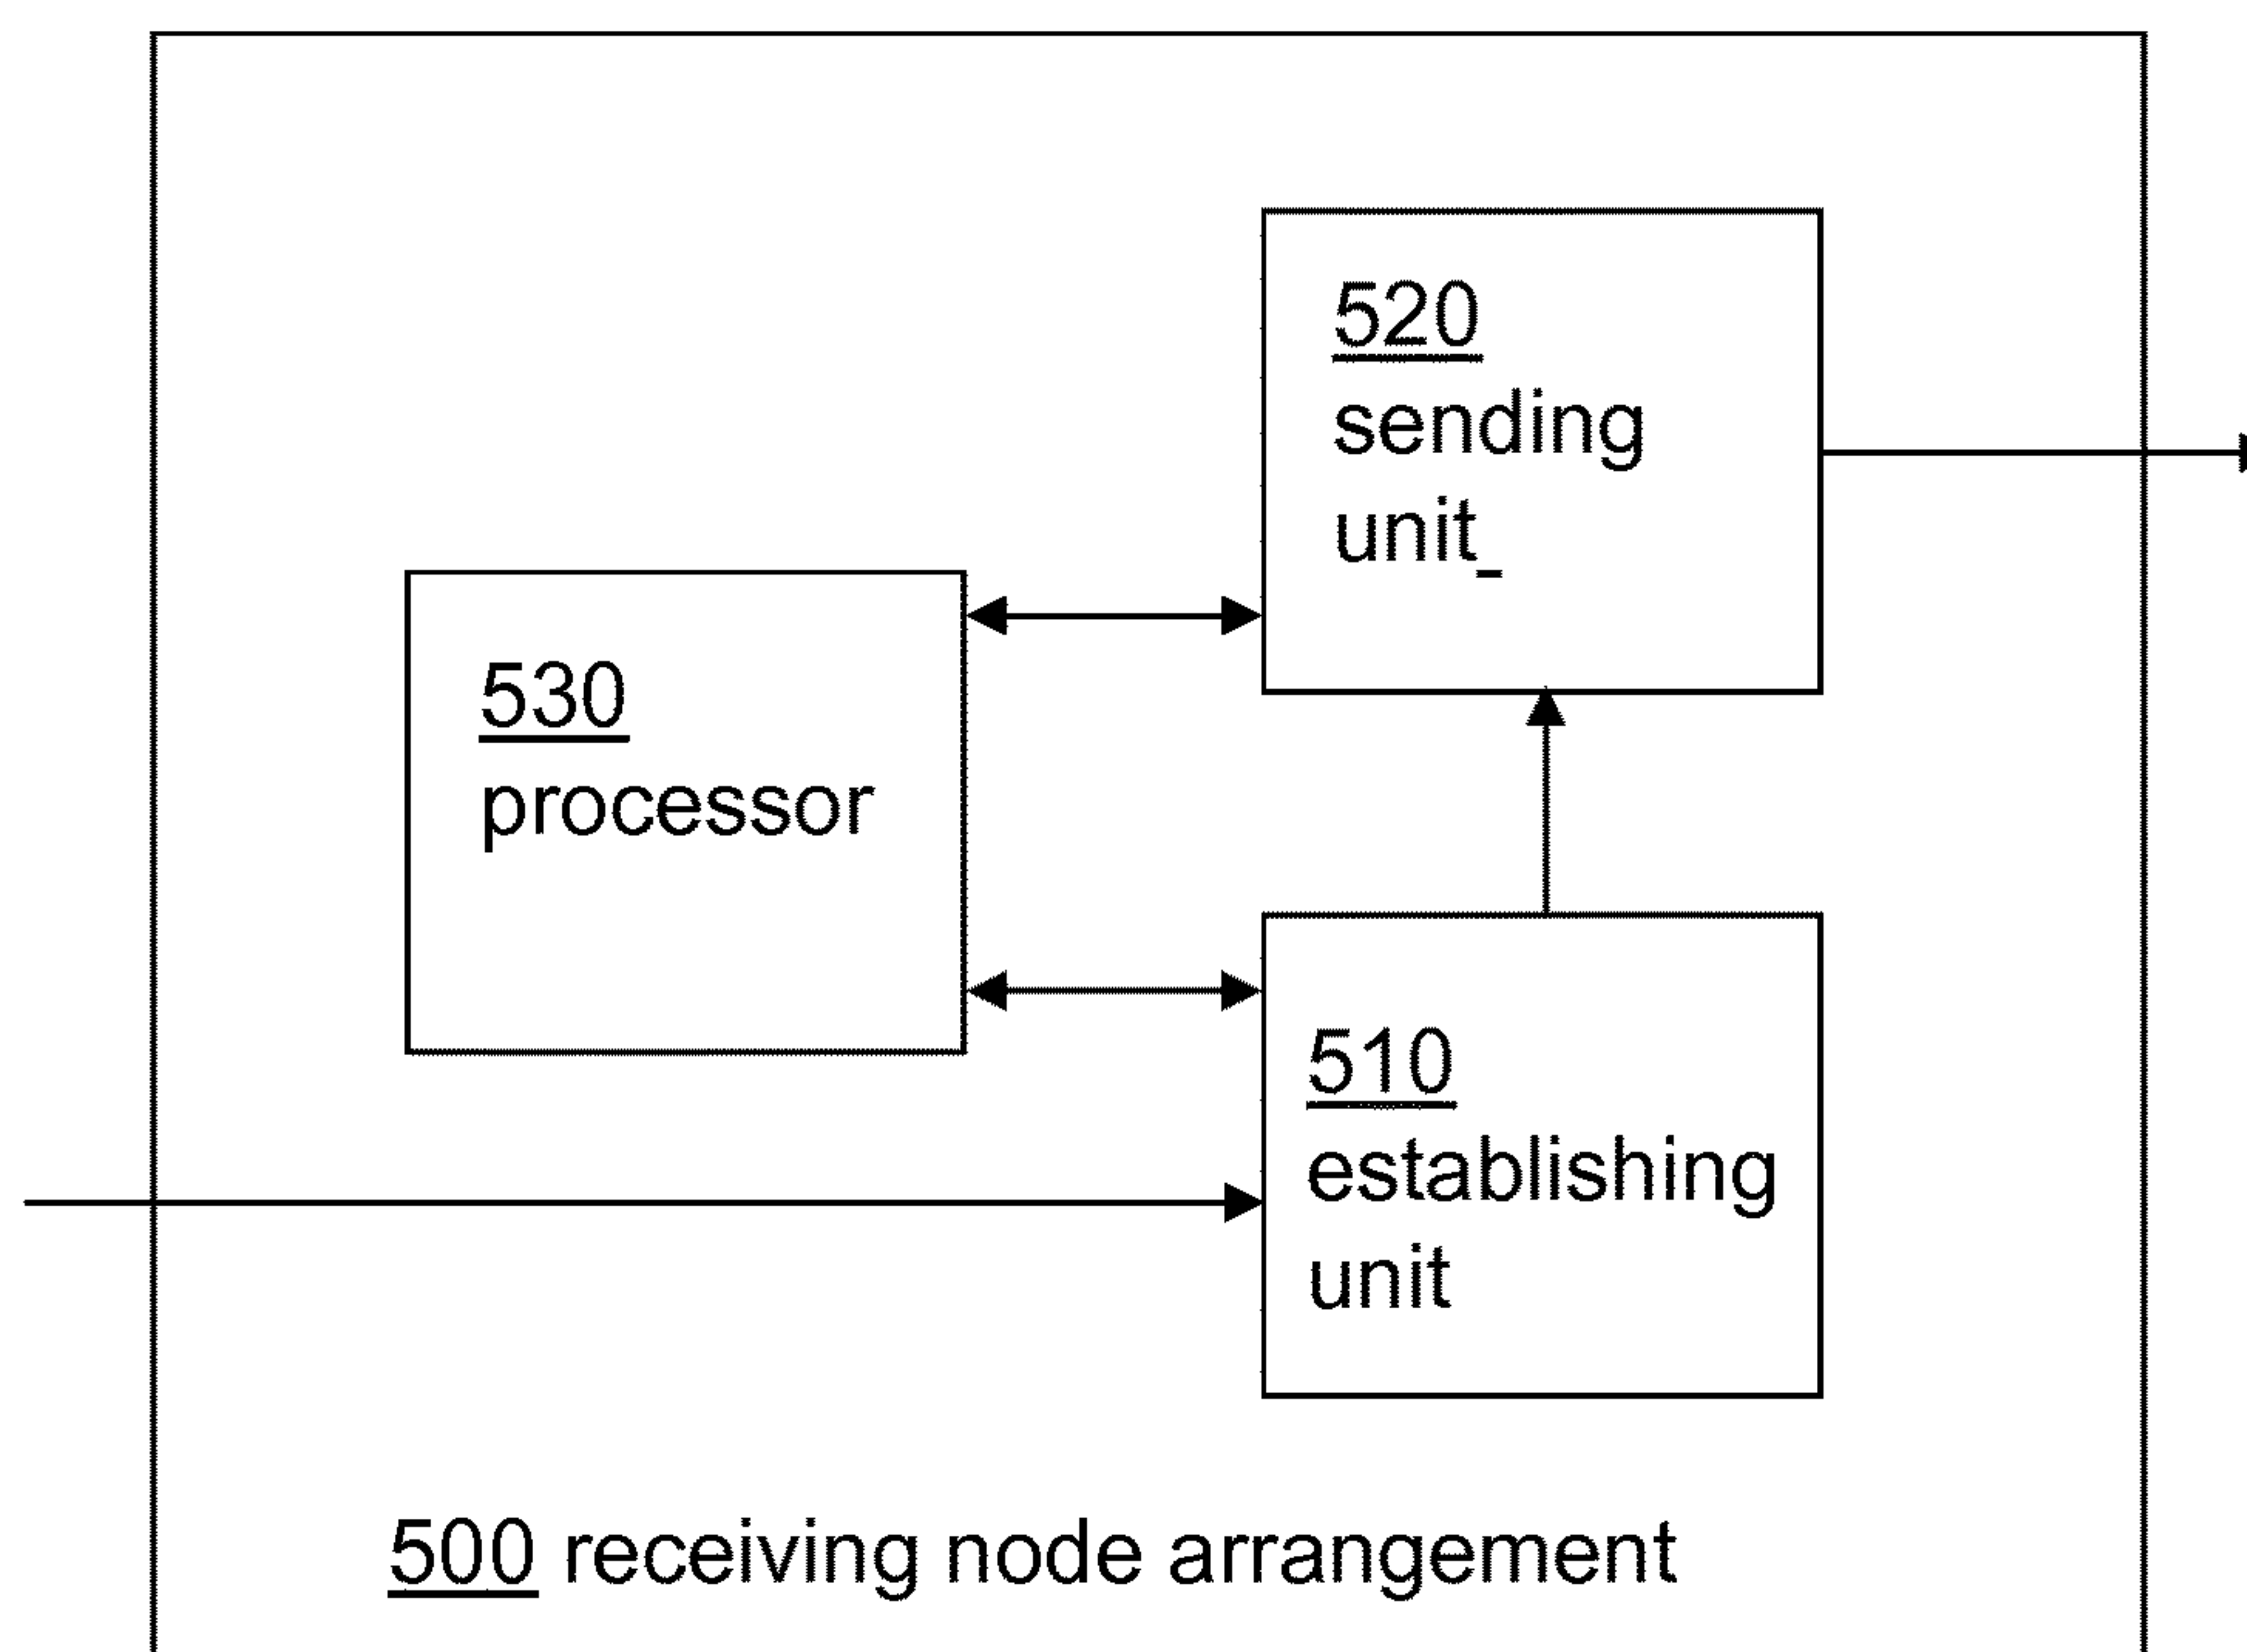 520
sending
unit_
530
processor
510
establishing
unit
500 receiving node arrangement